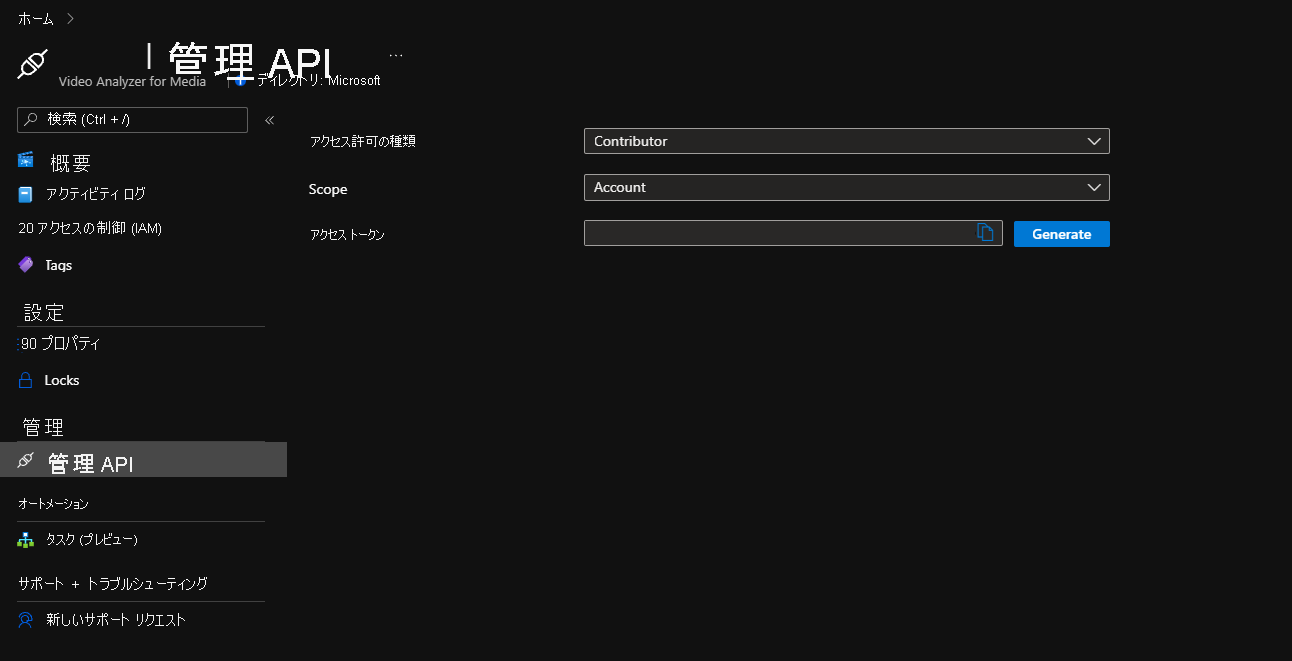 ホーム
| 管理 API ...
Video Analyzer for Media | ディレクトリ: Microsoft
検索 (Ctrl + /)
«
アクセス許可の種類
Contributor
概要
アクティビティ ログ
Scope
Account
20 アクセスの制御 (IAM)
アクセス トークン
Generate
Tags
設定
90 プロパティ
Locks
管理
管理 API
オートメーション
タスク (プレビュー)
サポート + トラブルシューティング
新しいサポート リクエスト